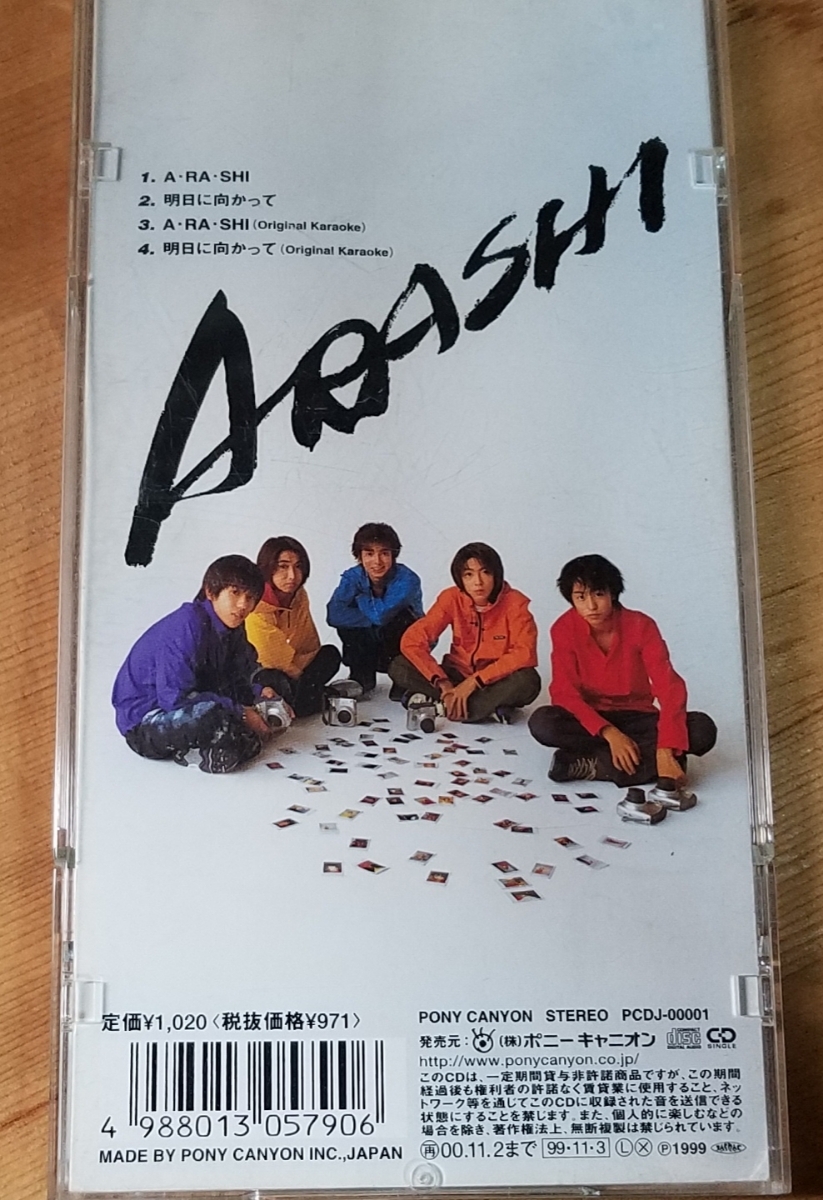 1. A・RA・SHI
2. 明日に向かって
3. A・RA・SHI (Original Karaoke)
4. 明日に向かって (Original Karaoke)
ARASHI
定価¥1,020〈税抜価格¥971〉
4 988013 057906
MADE BY PONY CANYON INC.,JAPAN
PONY CANYON STEREO PCDJ-00001
発売元：(株)ポニーキャニオン
COMPACT disc DIGITAL AUDIO
CD SINGLE
http://www.ponycanyon.co.jp/
このCDは、一定期間貸与非許諾商品ですが、この期間
経過後も権利者の許諾なく賃貸業に使用すること、ネッ
トワーク等を通じてこのCDに収録された音を送信できる
状態にすることを禁じます。また、個人的に楽しむなどの
場合を除き、著作権法上、無断複製は禁じられています。
再00.11.2まで 99・11・3 Ⓛ Ⓧ Ⓟ1999